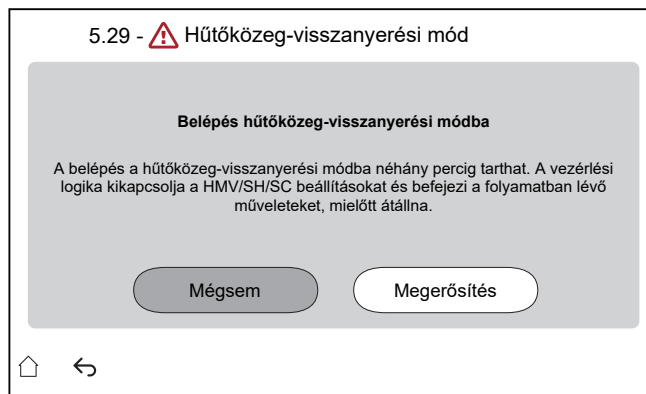 5.29 - Hűtőközeg-visszanyerési mód
Belépés hűtőközeg-visszanyerési módba
A belépés a hűtőközeg-visszanyerési módba néhány percig tarthat. A vezérlési
logika kikapcsolja a HMV/SH/SC beállításokat és befejezi a folyamatban lévő
műveleteket, mielőtt átállna.
Mégsem
Megerősítés